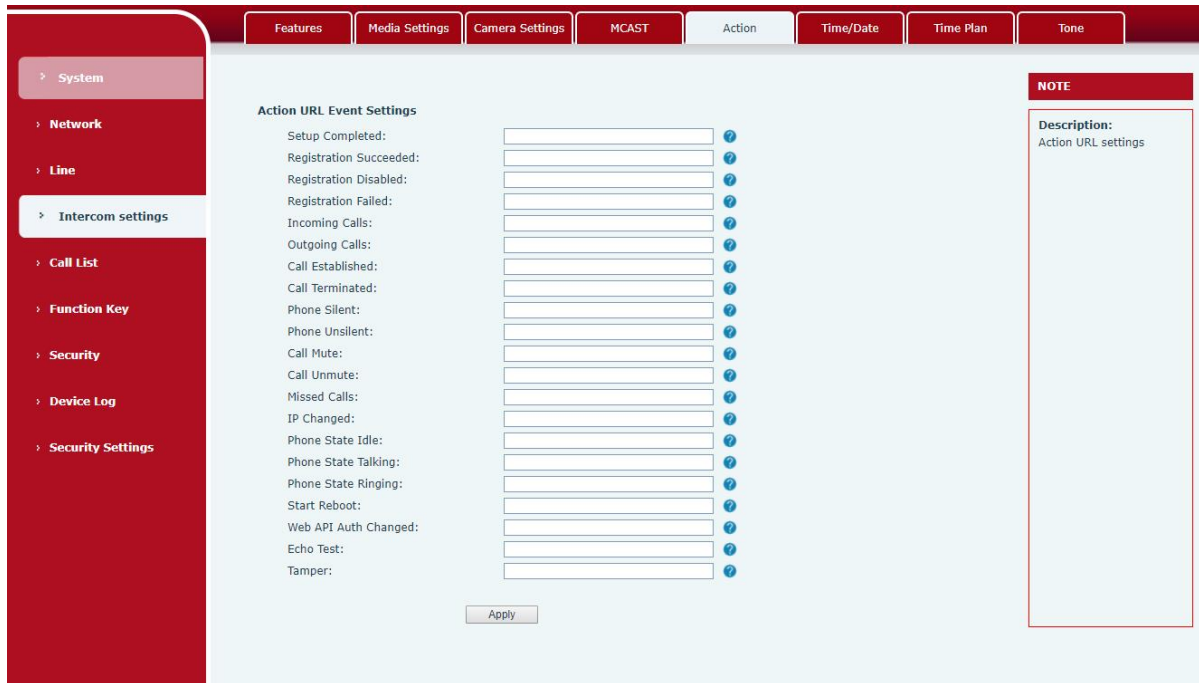 Features Media Settings Camera Settings MCAST Action Time/Date Time Plan Tone
System
Network
Line
Intercom settings
Call List
Function Key
Security
Device Log
Security Settings
Action URL Event Settings
Setup Completed:
Registration Succeeded:
Registration Disabled:
Registration Failed:
Incoming Calls:
Outgoing Calls:
Call Established:
Call Terminated:
Phone Silent:
Phone Unsilent:
Call Mute:
Call Unmute:
Missed Calls:
IP Changed:
Phone State Idle:
Phone State Talking:
Phone State Ringing:
Start Reboot:
Web API Auth Changed:
Echo Test:
Tamper:
Apply
NOTE
Description:
Action URL settings